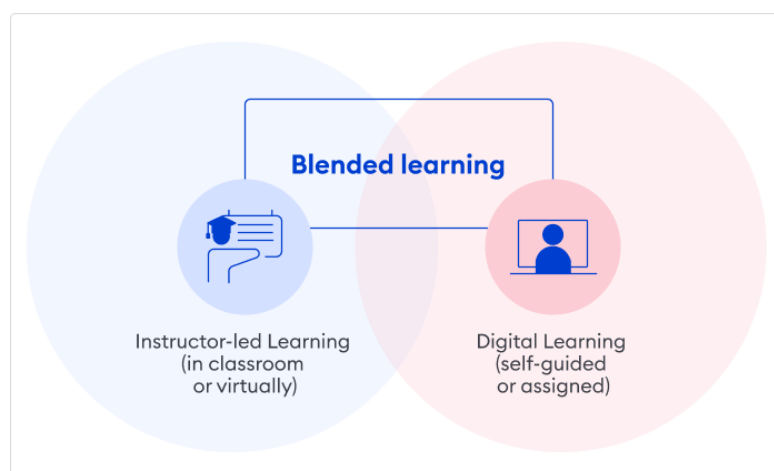 Blended learning
Instructor-led Learning
(in classroom
or virtually)
Digital Learning
(self-guided
or assigned)